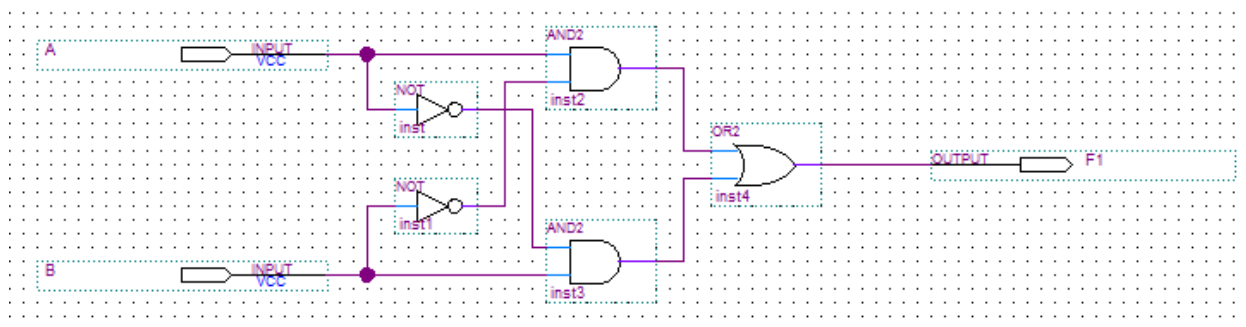 A
INPUT
VCC
NOT
inst
NOT
inst1
B
INPUT
VCC
AND2
inst2
AND2
inst3
OR2
inst4
OUTPUT
F1